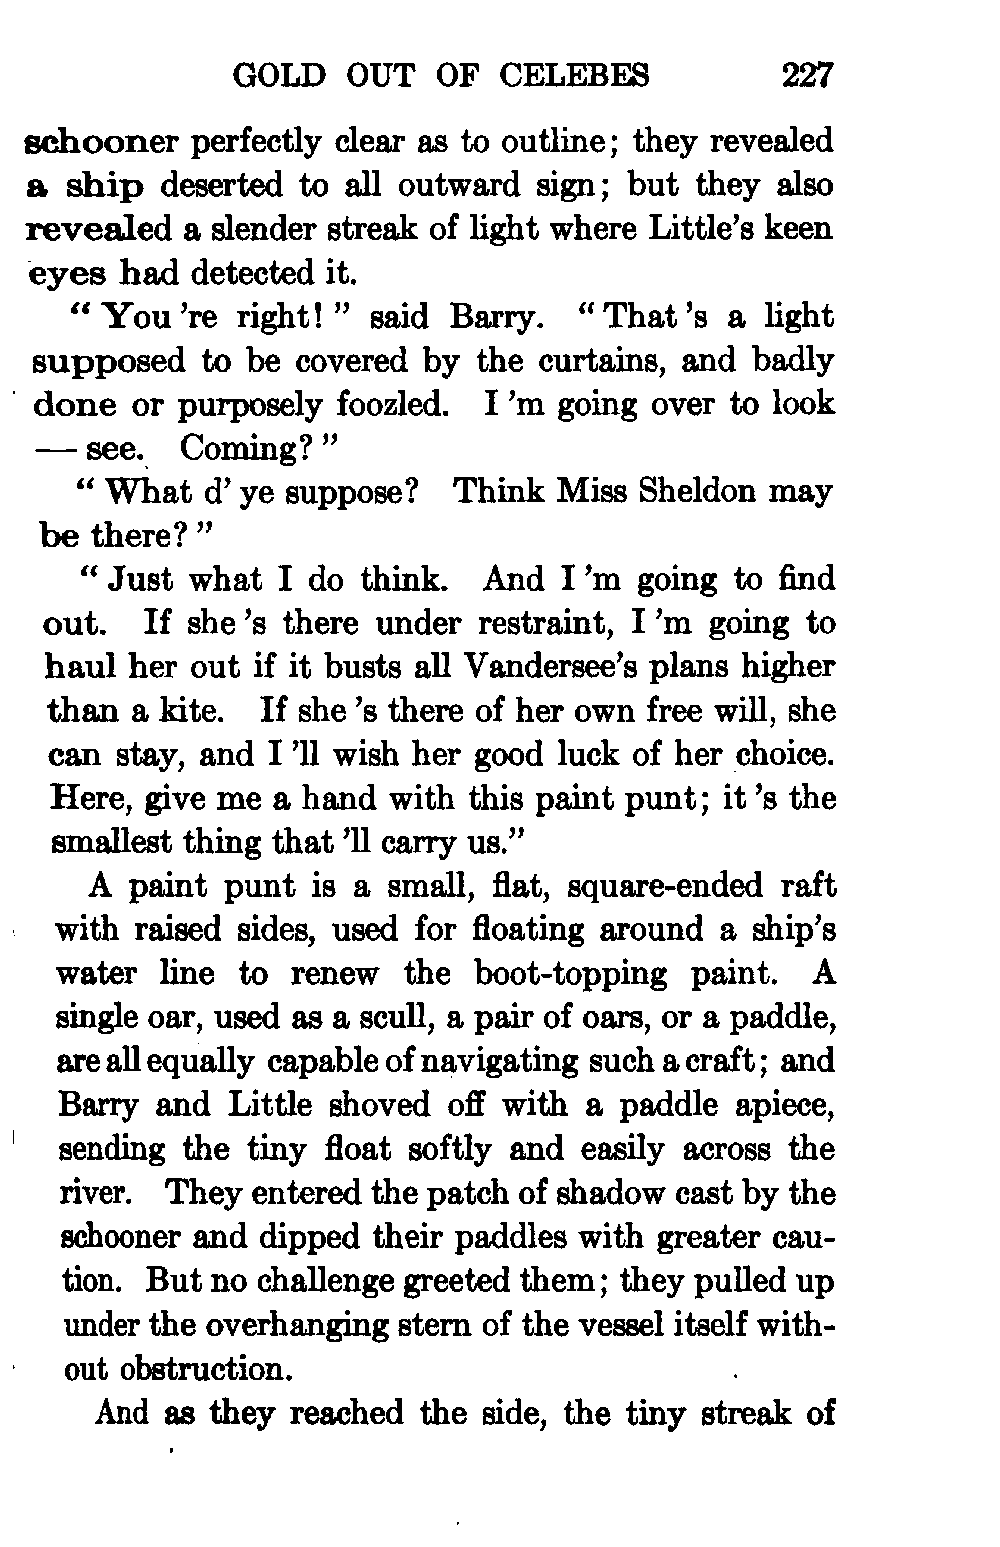 GOLD OUT OF CELEBES 227
schooner perfectly clear as to outline; they revealed
a ship deserted to all outward sign; but they also
revealed a slender streak of light where Little's keen
eyes had detected it.
"You 're right!" said Barry. "That 's a light
supposed to be covered by the curtains, and badly
done or purposely foozled. I 'm going over to look
— see. Coming?"
"What d' ye suppose? Think Miss Sheldon may
be there?"
"Just what I do think. And I 'm going to find
out. If she 's there under restraint, I 'm going to
haul her out if it busts all Vandersee's plans higher
than a kite. If she 's there of her own free will, she
can stay, and I 'll wish her good luck of her choice.
Here, give me a hand with this paint punt; it 's the
smallest thing that 'll carry us."
A paint punt is a small, flat, square-ended raft
with raised sides, used for floating around a ship's
water line to renew the boot-topping paint. A
single oar, used as a scull, a pair of oars, or a paddle,
are all equally capable of navigating such a craft; and
Barry and Little shoved off with a paddle apiece,
sending the tiny float softly and easily across the
river. They entered the patch of shadow cast by the
schooner and dipped their paddles with greater cau-
tion. But no challenge greeted them; they pulled up
under the overhanging stern of the vessel itself with-
out obstruction.
And as they reached the side, the tiny streak of